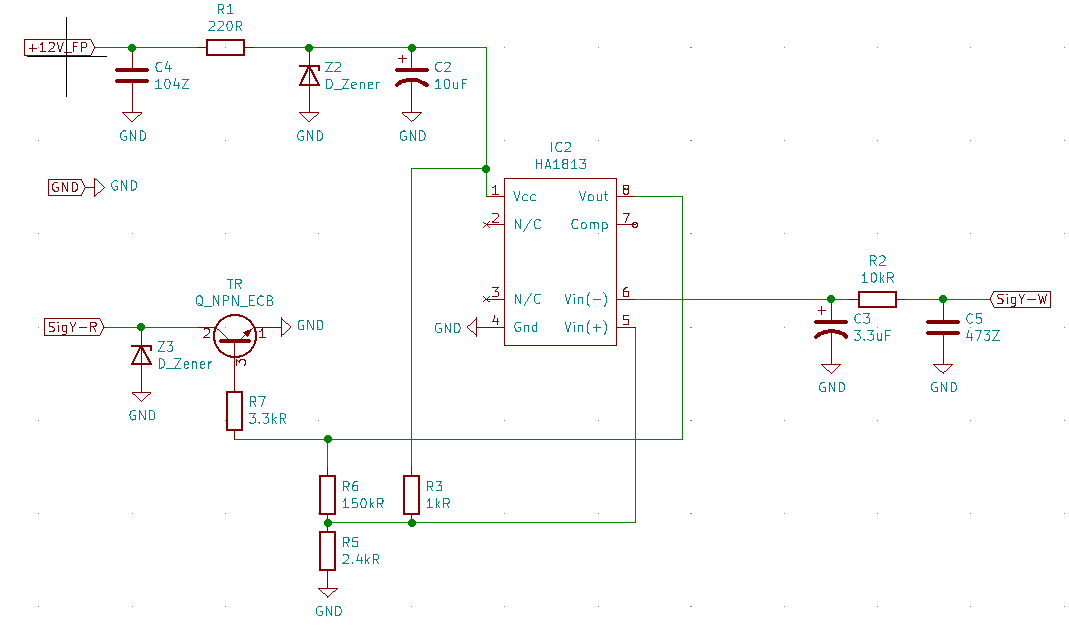 R1
220R
+12V_FP
C4
104Z
GND
Z2
D_Zener
GND
C2
10uF
GND
GND
GND
IC2
HA1813
1
Vcc
Vout
8
2
N/C
Comp
7
3
N/C
Vin(-)
6
GND
4
Gnd
Vin(+)
5
TR
Q_NPN_ECB
SigY-R
2
1
GND
3
Z3
D_Zener
GND
R7
3.3kR
R2
10kR
SigY-W
C3
3.3uF
GND
C5
473Z
GND
R6
150kR
R3
1kR
R5
2.4kR
GND